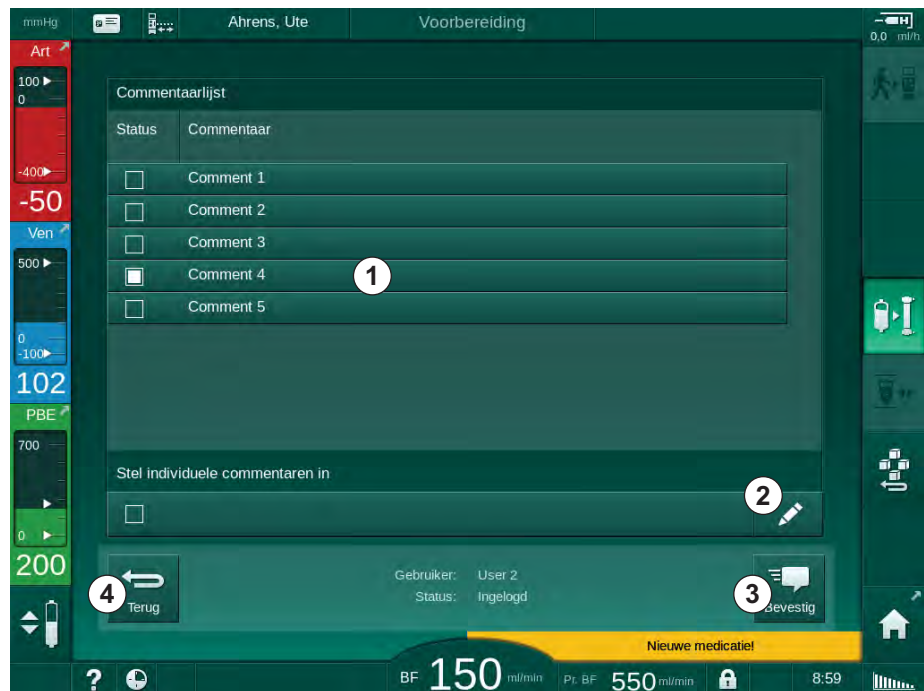 mmHg
Ahrens, Ute
Voorbereiding
0,0 ml/h
Art
100
0
-400
-50
Ven
500
0
-100
102
PBE
700
0
200
Commentaarlijst
Status Commentaar
Comment 1
Comment 2
Comment 3
Comment 4
1
Comment 5
Stel individuele commentaren in
2
4
Terug
Gebruiker: User 2
Status: Ingelogd
3
Bevestig
Nieuwe medicatie!
?
BF 150 ml/min
Pr. BF 550 ml/min
8:59